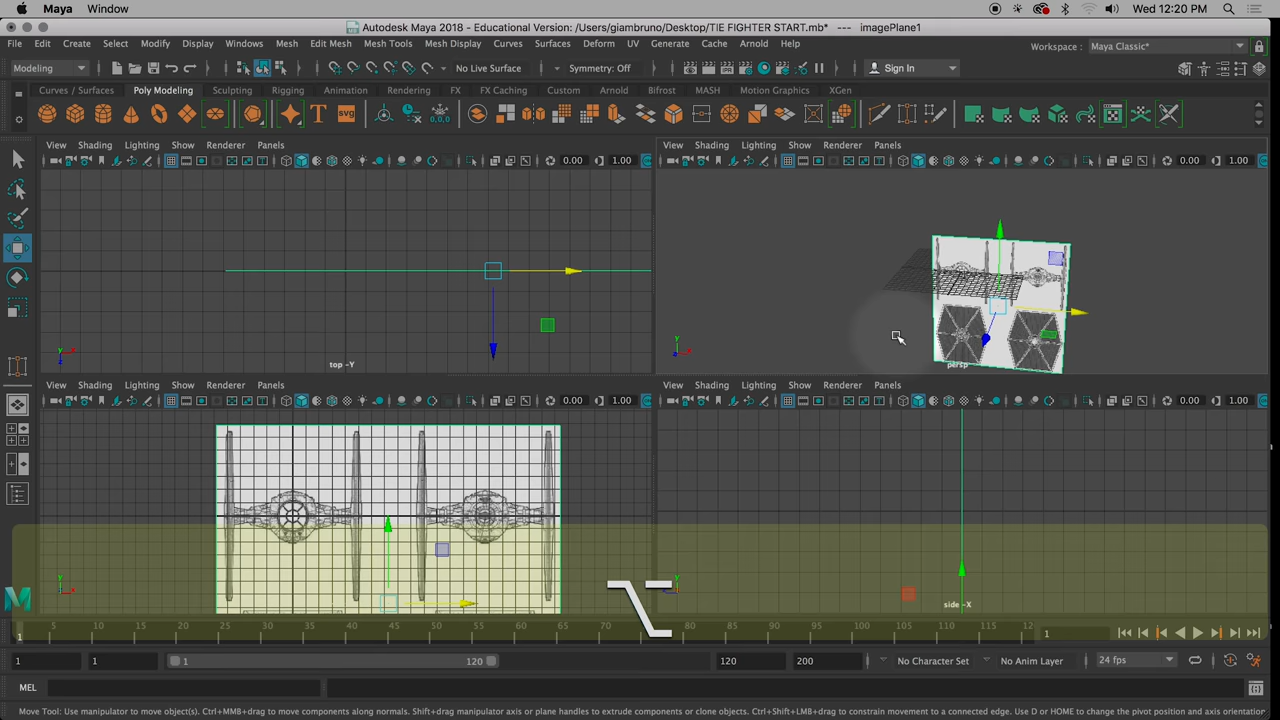 Maya Window
Wed 12:20 PM
Autodesk Maya 2018 - Educational Version: /Users/giambruno/Desktop/TIE FIGHTER START.mb* --- imagePlane1
File Edit Create Select Modify Display Windows Mesh Edit Mesh Mesh Tools Mesh Display Curves Surfaces Deform UV Generate Cache Arnold Help
Workspace : Maya Classic*
Modeling No Live Surface Symmetry: Off Sign In
Curves / Surfaces Poly Modeling Sculpting Rigging Animation Rendering FX FX Caching Custom Arnold Bifrost MASH Motion Graphics XGen
T svg 0,0,0
View Shading Lighting Show Renderer Panels
View Shading Lighting Show Renderer Panels
0.00 1.00
0.00 1.00
top -Y
persp
y x z
y x z
View Shading Lighting Show Renderer Panels
View Shading Lighting Show Renderer Panels
0.00 1.00
0.00 1.00
side -X
5 15 20 25 30 35 40 45 50 55 60 65 70 75 80 85 90 95 100 105 110 115 12
1
1
1 1 1 120 120 200 No Character Set No Anim Layer 24 fps
MEL
Move Tool: Use manipulator to move object(s). Ctrl+MMB+drag to move components along normals. Shift+drag manipulator axis or plane handles to extrude components or clone objects. Ctrl+Shift+LMB+drag to constrain movement to a connected edge. Use D or HOME to change the pivot position and axis orientatio